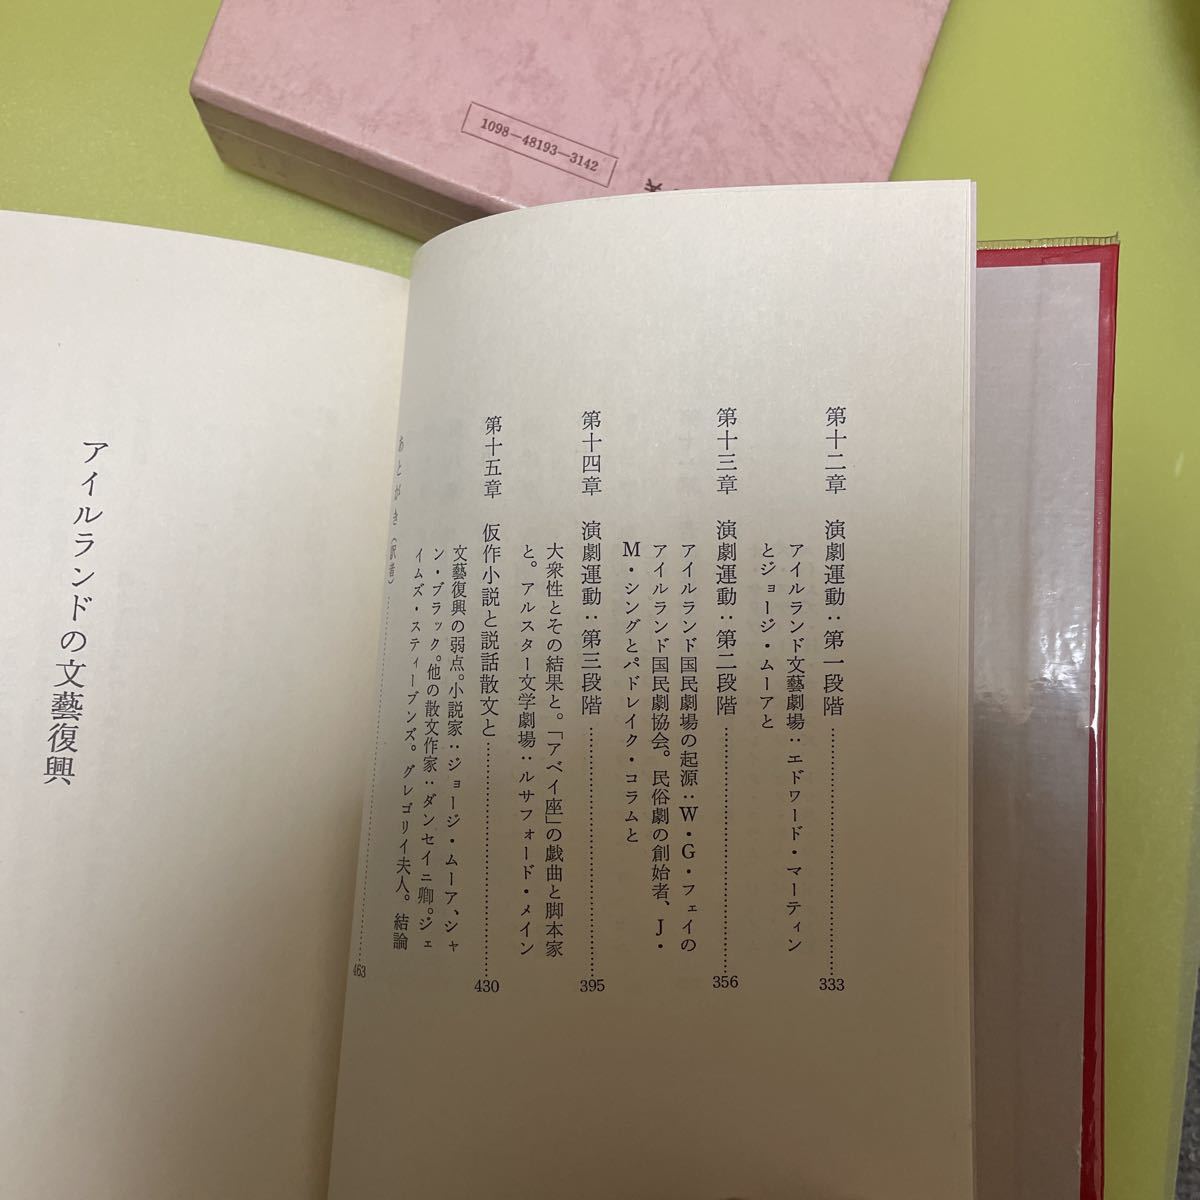 1098—48193—3142
第十二章　演劇運動：第一段階……333
アイルランド文藝劇場：エドワード・マーティン
とジョージ・ムーアと
第十三章　演劇運動：第二段階……356
アイルランド国民劇場の起源：W・G・フェイの
アイルランド国民劇協会。民俗劇の創始者、J・
M・シングとパドレイク・コラムと
第十四章　演劇運動：第三段階……395
大衆性とその結果と。「アベイ座」の戯曲と脚本家
と。アルスター文学劇場：ルサフォード・メイン
第十五章　仮作小説と説話散文と……430
文藝復興の弱点。小説家：ジョージ・ムーア、シャ
ン・ブラック。他の散文作家：ダンセイニ卿。ジェ
イムズ・スティーブンズ。グレゴリイ夫人。結論
あとがき（訳者）……463
アイルランドの文藝復興